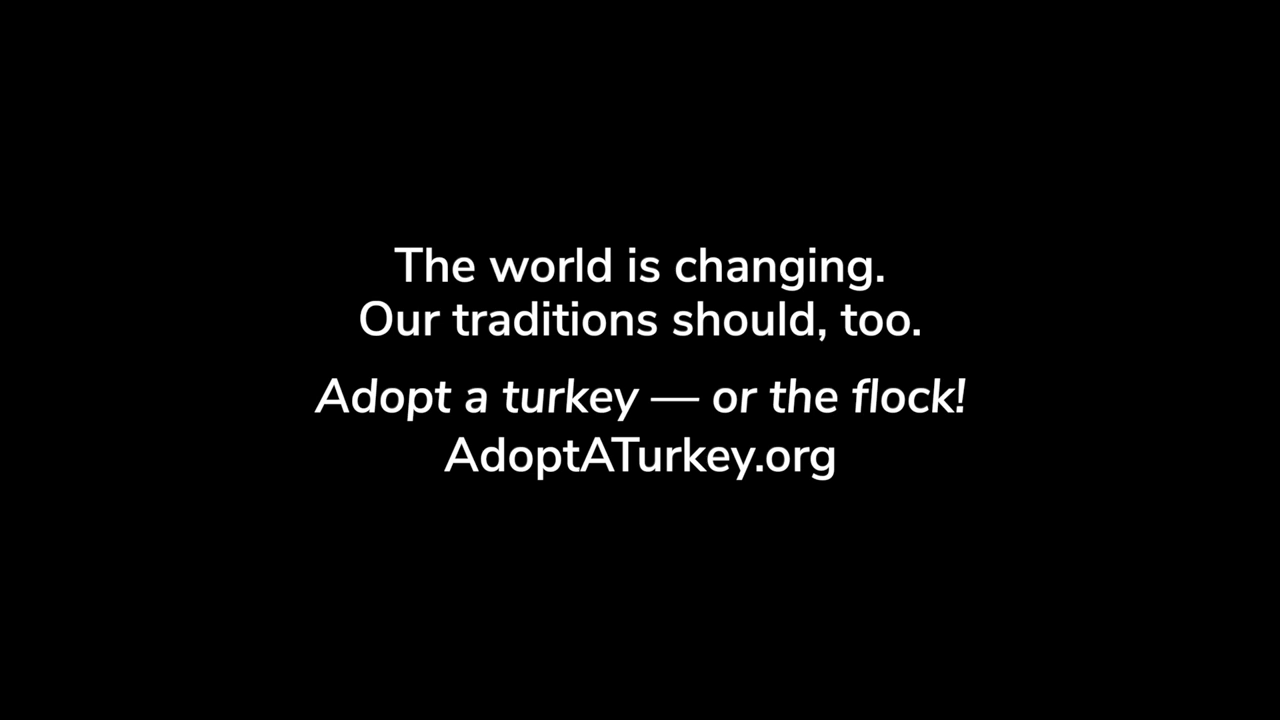 The world is changing.
Our traditions should, too.
Adopt a turkey — or the flock!
AdoptATurkey.org